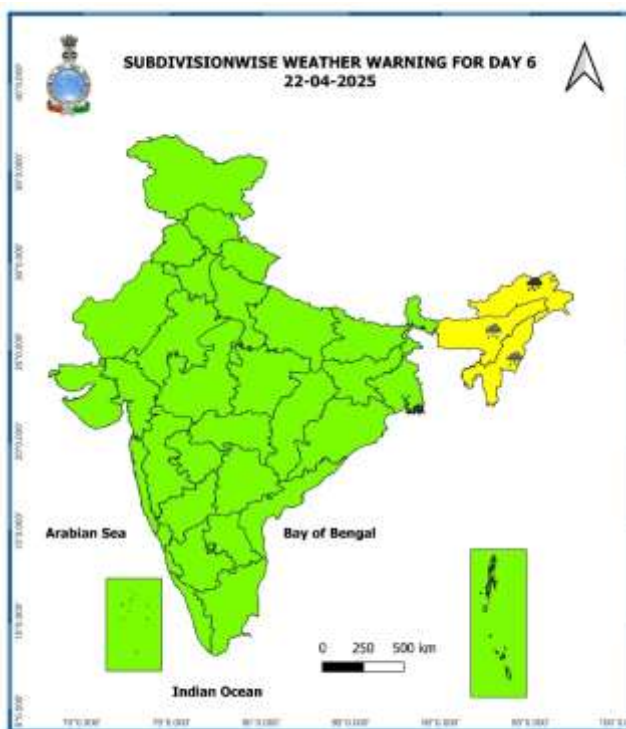 SUBDIVISIONWISE WEATHER WARNING FOR DAY 6
22-04-2025
Arabian Sea
Bay of Bengal
0 250 500 km
Indian Ocean